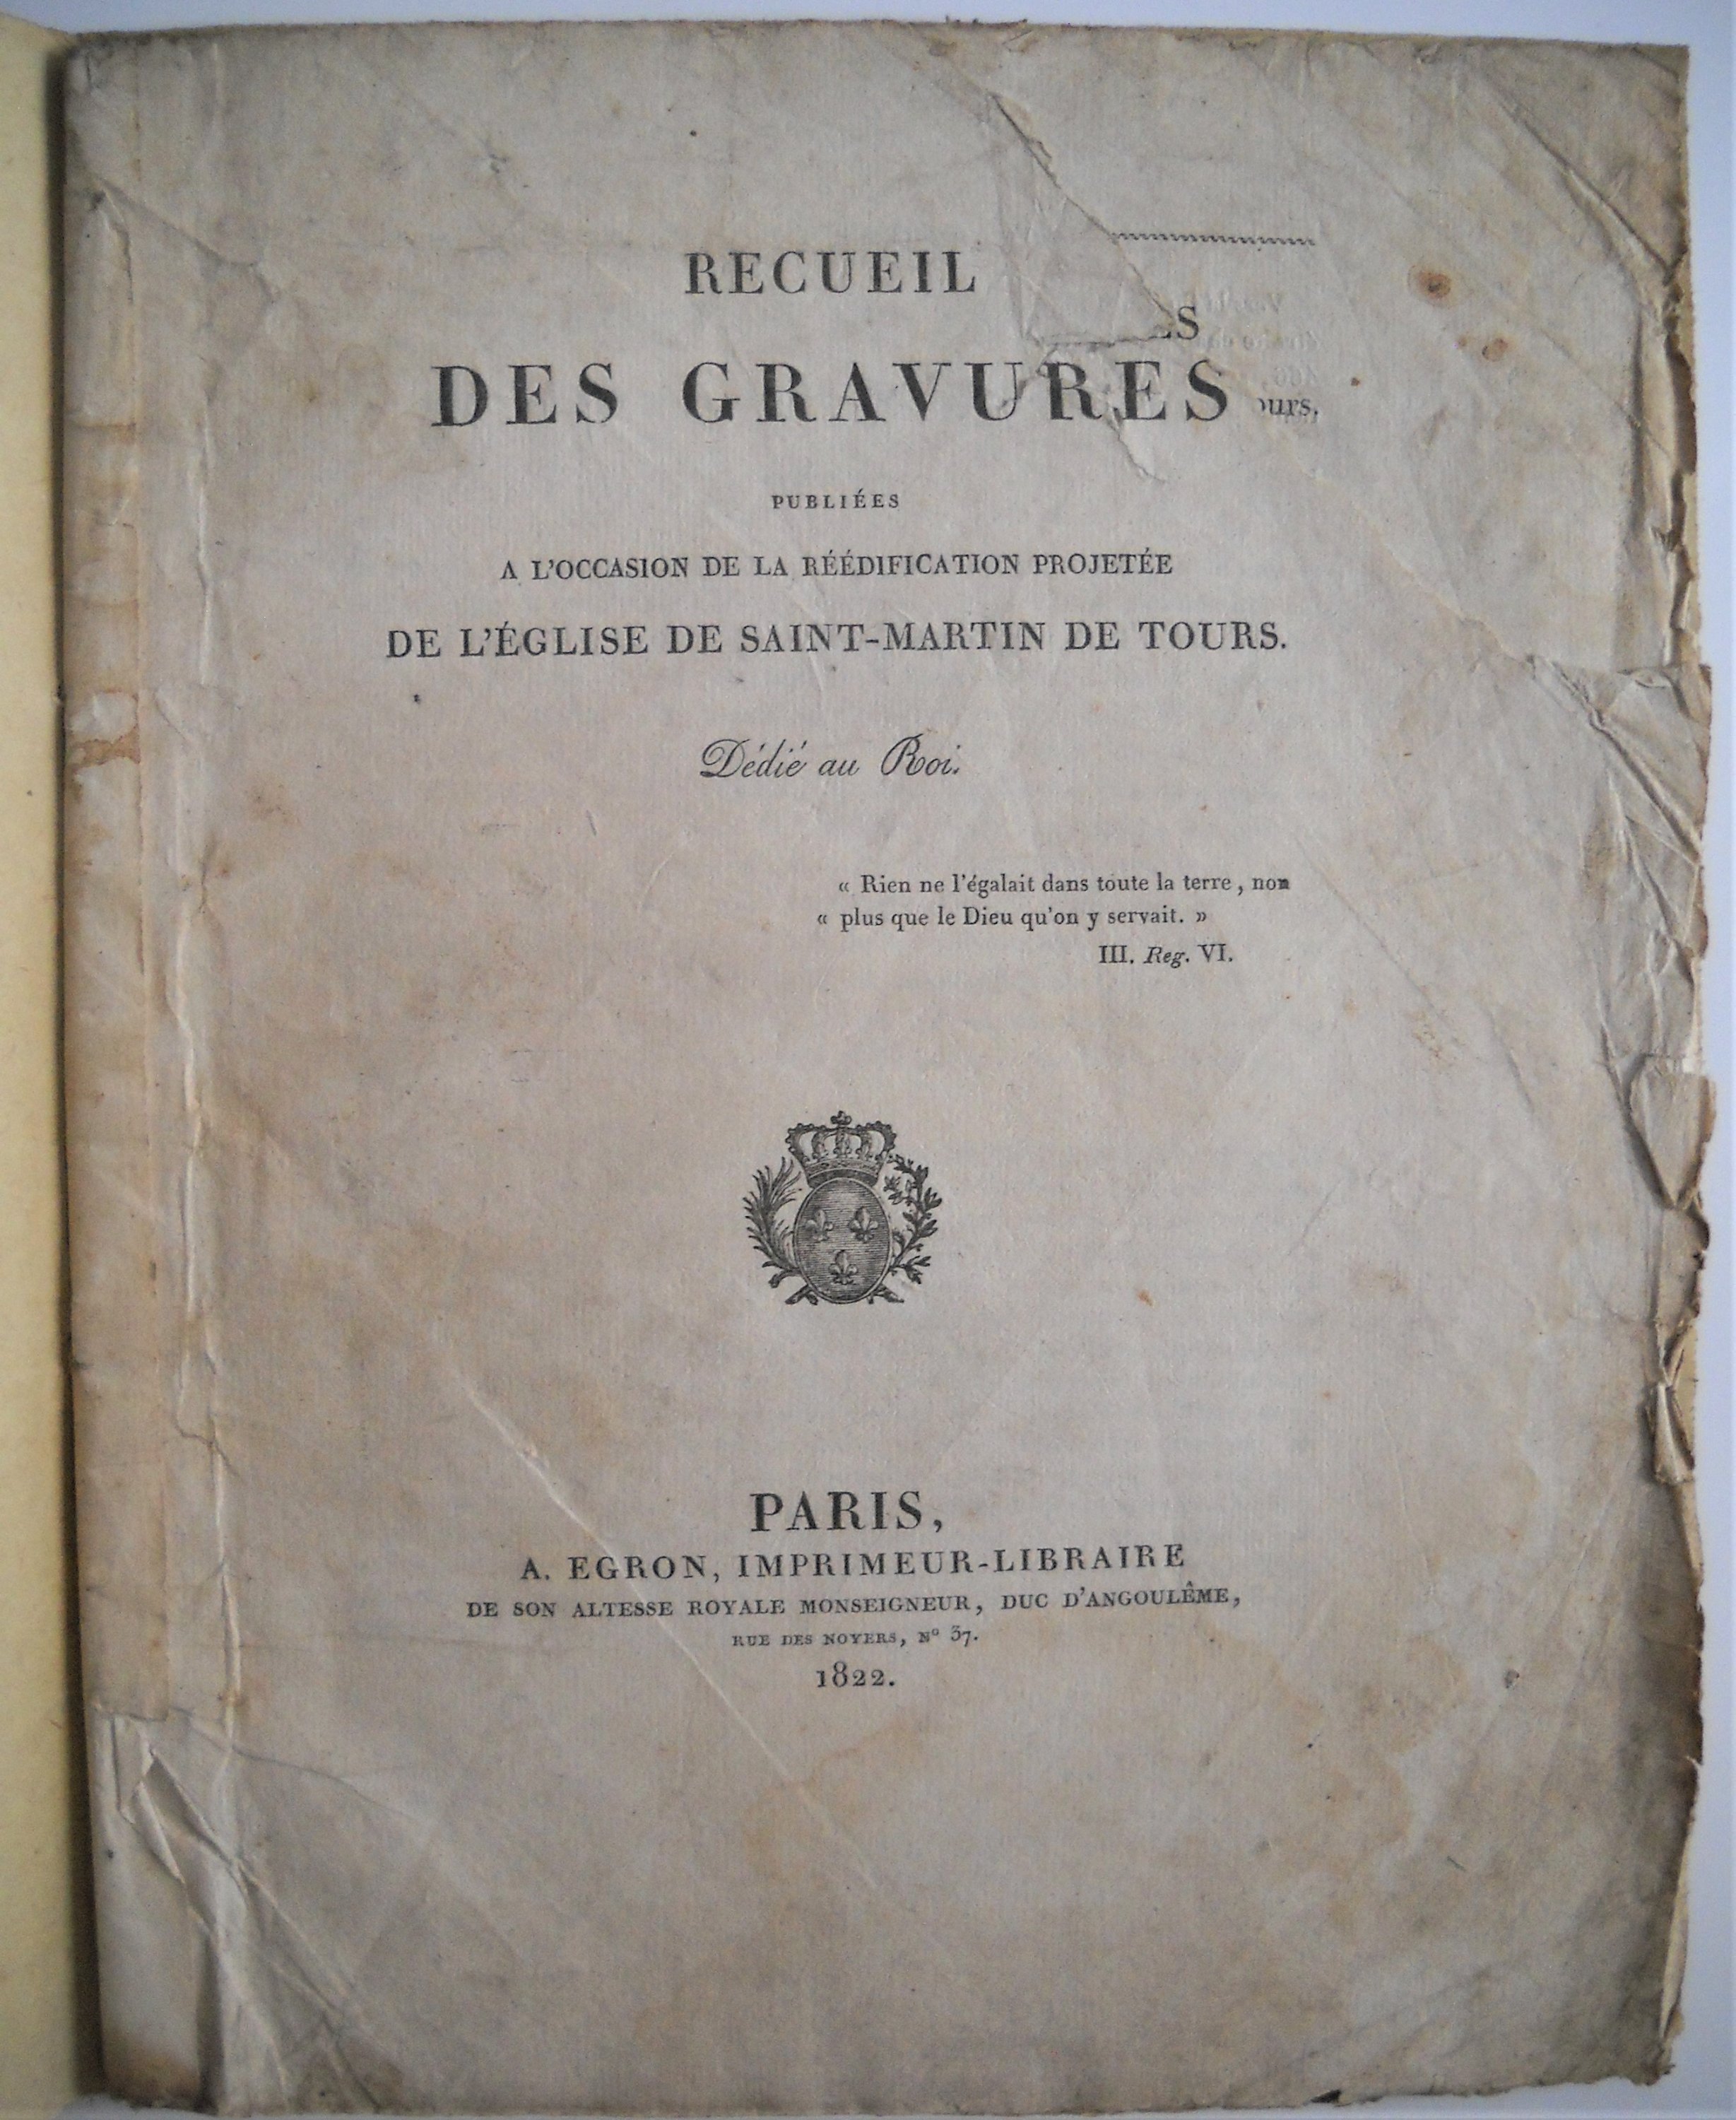 RECUEIL
S
DES GRAVURES
urs.
PUBLIÉES
A L'OCCASION DE LA RÉÉDIFICATION PROJETÉE
DE L'ÉGLISE DE SAINT-MARTIN DE TOURS.
Dédié au Roi.
« Rien ne l'égalait dans toute la terre, non
« plus que le Dieu qu'on y servait. »
III. Reg. VI.
PARIS,
A. EGRON, IMPRIMEUR-LIBRAIRE
DE SON ALTESSE ROYALE MONSEIGNEUR, DUC D'ANGOULÊME,
RUE DES NOYERS, Nº 37.
1822.